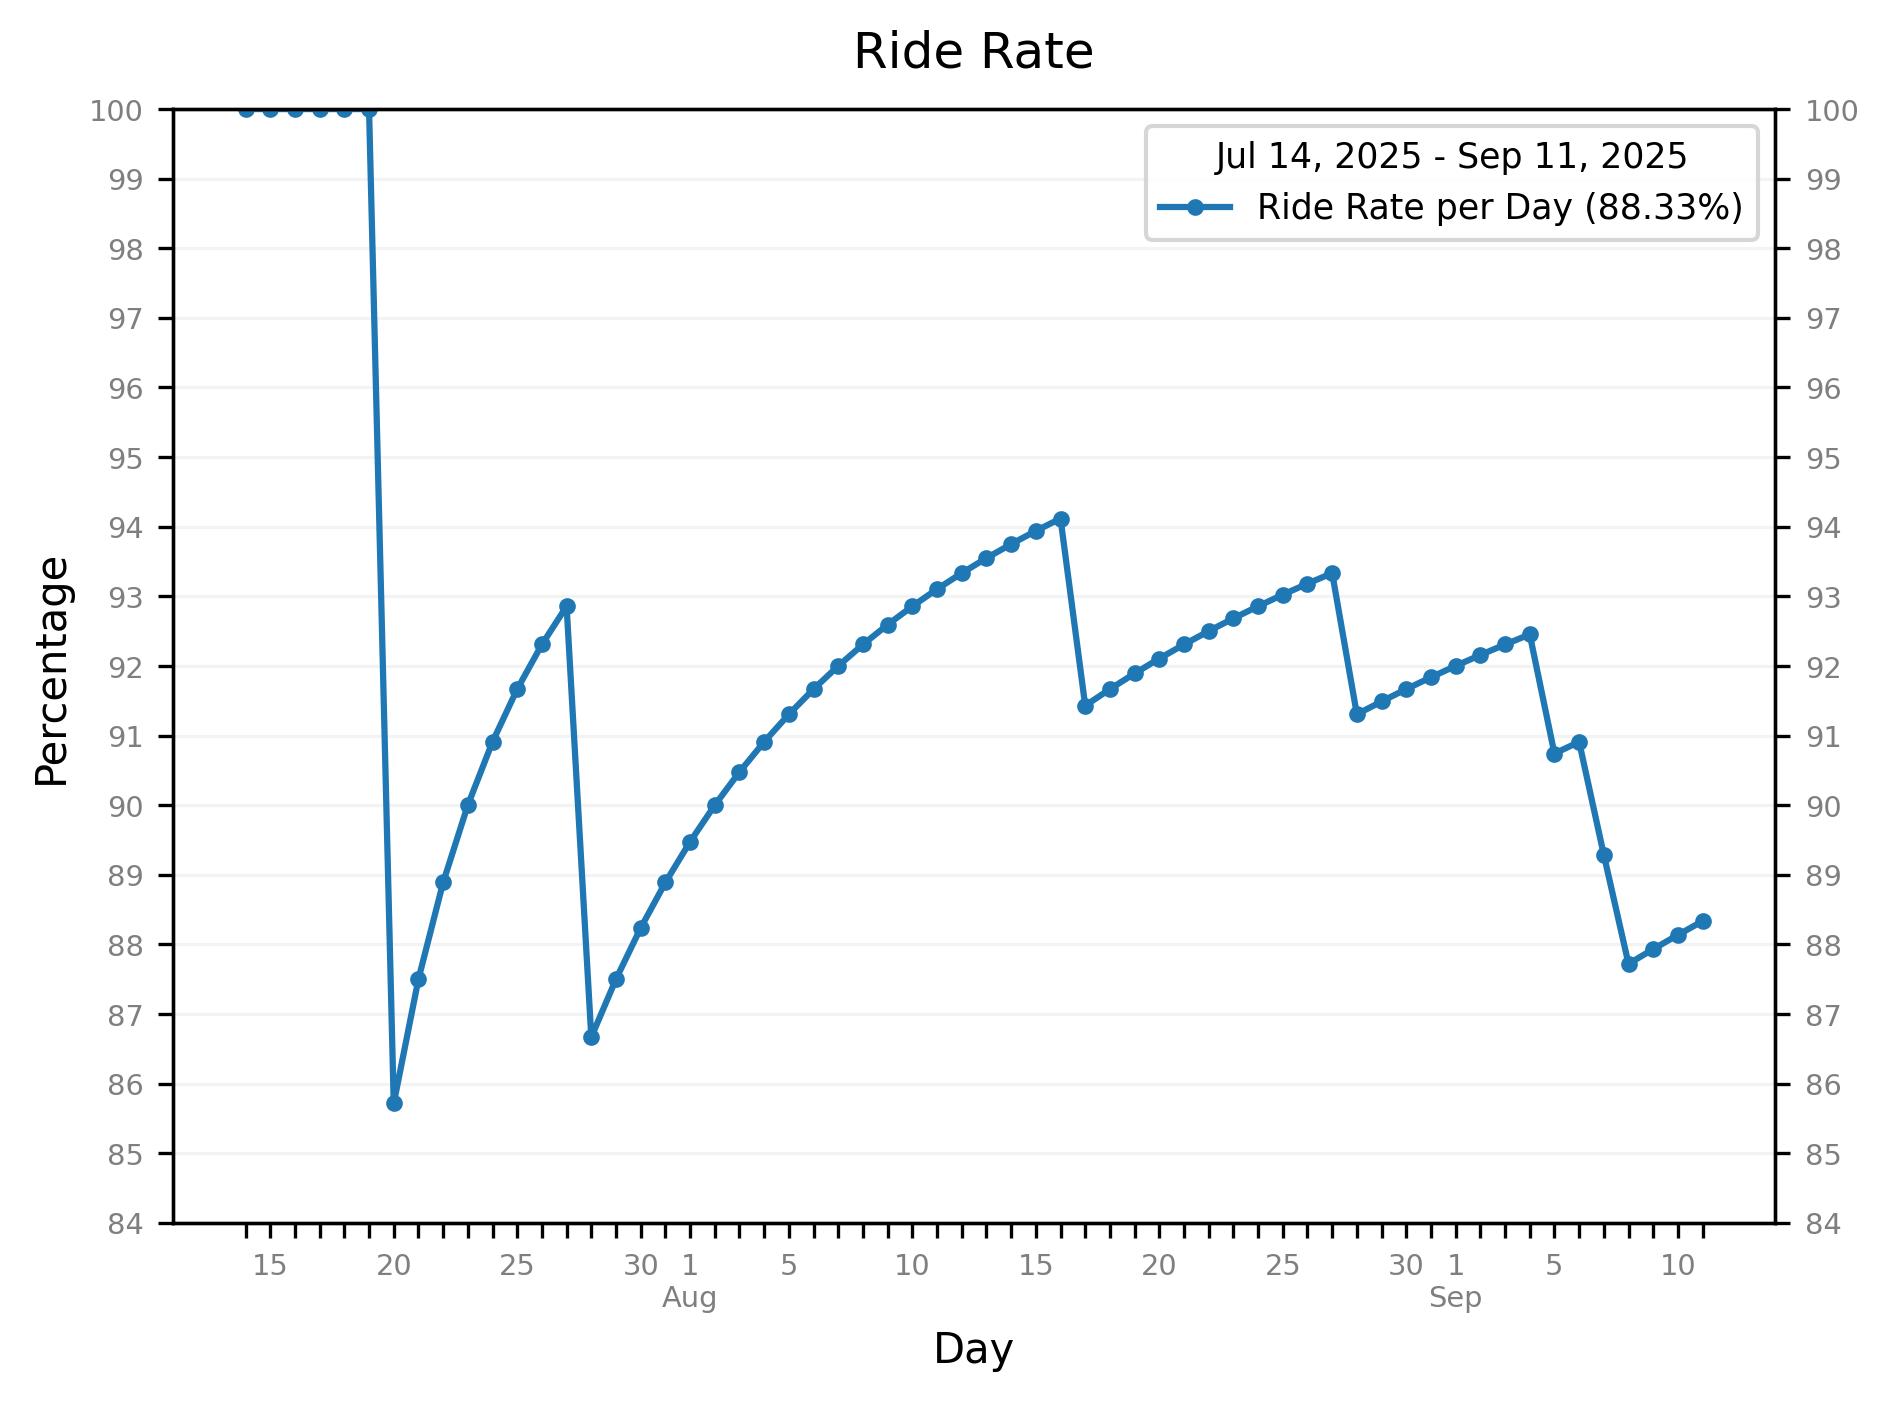 Ride Rate
Jul 14, 2025 - Sep 11, 2025
Ride Rate per Day (88.33%)
Percentage
100 100
99 99
98 98
97 97
96 96
95 95
94 94
93 93
92 92
91 91
90 90
89 89
88 88
87 87
86 86
85 85
84 84
15 20 25 30 1 5 10 15 20 25 30 1 5 10
Aug Sep
Day